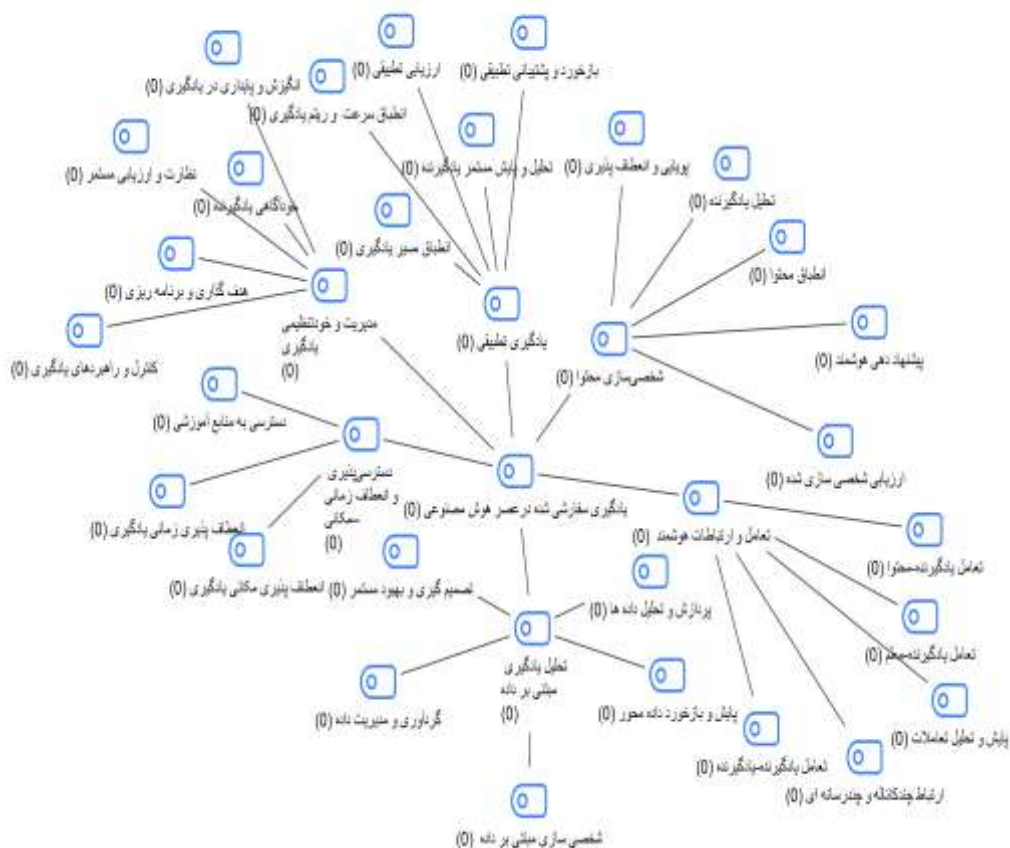 بازخورد و پشتیبانی تطبیقی (0)
ارزیابی تطبیقی (0)
انگیزش و پایداری در یادگیری (0)
انطباق سرعت و ریتم یادگیری (0)
پویایی و انعطاف پذیری (0)
تحلیل و پایش مستمر یادگیرنده (0)
نظارت و ارزیابی مستمر (0)
تحلیل یادگیرنده (0)
خودآگاهی یادگیرنده (0)
انطباق مسیر یادگیری (0)
انطباق محتوا (0)
هدف گذاری و برنامه ریزی (0)
مدیریت و خودتنظیمی
یادگیری
(0)
یادگیری تطبیقی (0)
پیشنهاد دهی هوشمند (0)
کنترل و راهبردهای یادگیری (0)
شخصی‌سازی محتوا (0)
دسترسی به منابع آموزشی (0)
ارزیابی شخصی سازی شده (0)
دسترسی‌پذیری
و انعطاف زمانی
-مکانی
(0)
یادگیری سفارشی شده درعصر هوش مصنوعی (0)
انعطاف پذیری زمانی یادگیری (0)
تعامل و ارتباطات هوشمند (0)
تعامل یادگیرنده-محتوا (0)
انعطاف پذیری مکانی یادگیری (0)
تصمیم گیری و بهبود مستمر (0)
پردازش و تحلیل داده ها (0)
تعامل یادگیرنده-معلم (0)
تحلیل یادگیری
مبتنی بر داده
(0)
گردآوری و مدیریت داده (0)
پایش و بازخورد داده محور (0)
پایش و تحلیل تعاملات (0)
تعامل یادگیرنده-یادگیرنده (0)
ارتباط چندکاناله و چندرسانه ای (0)
شخصی سازی مبتنی بر داده (0)